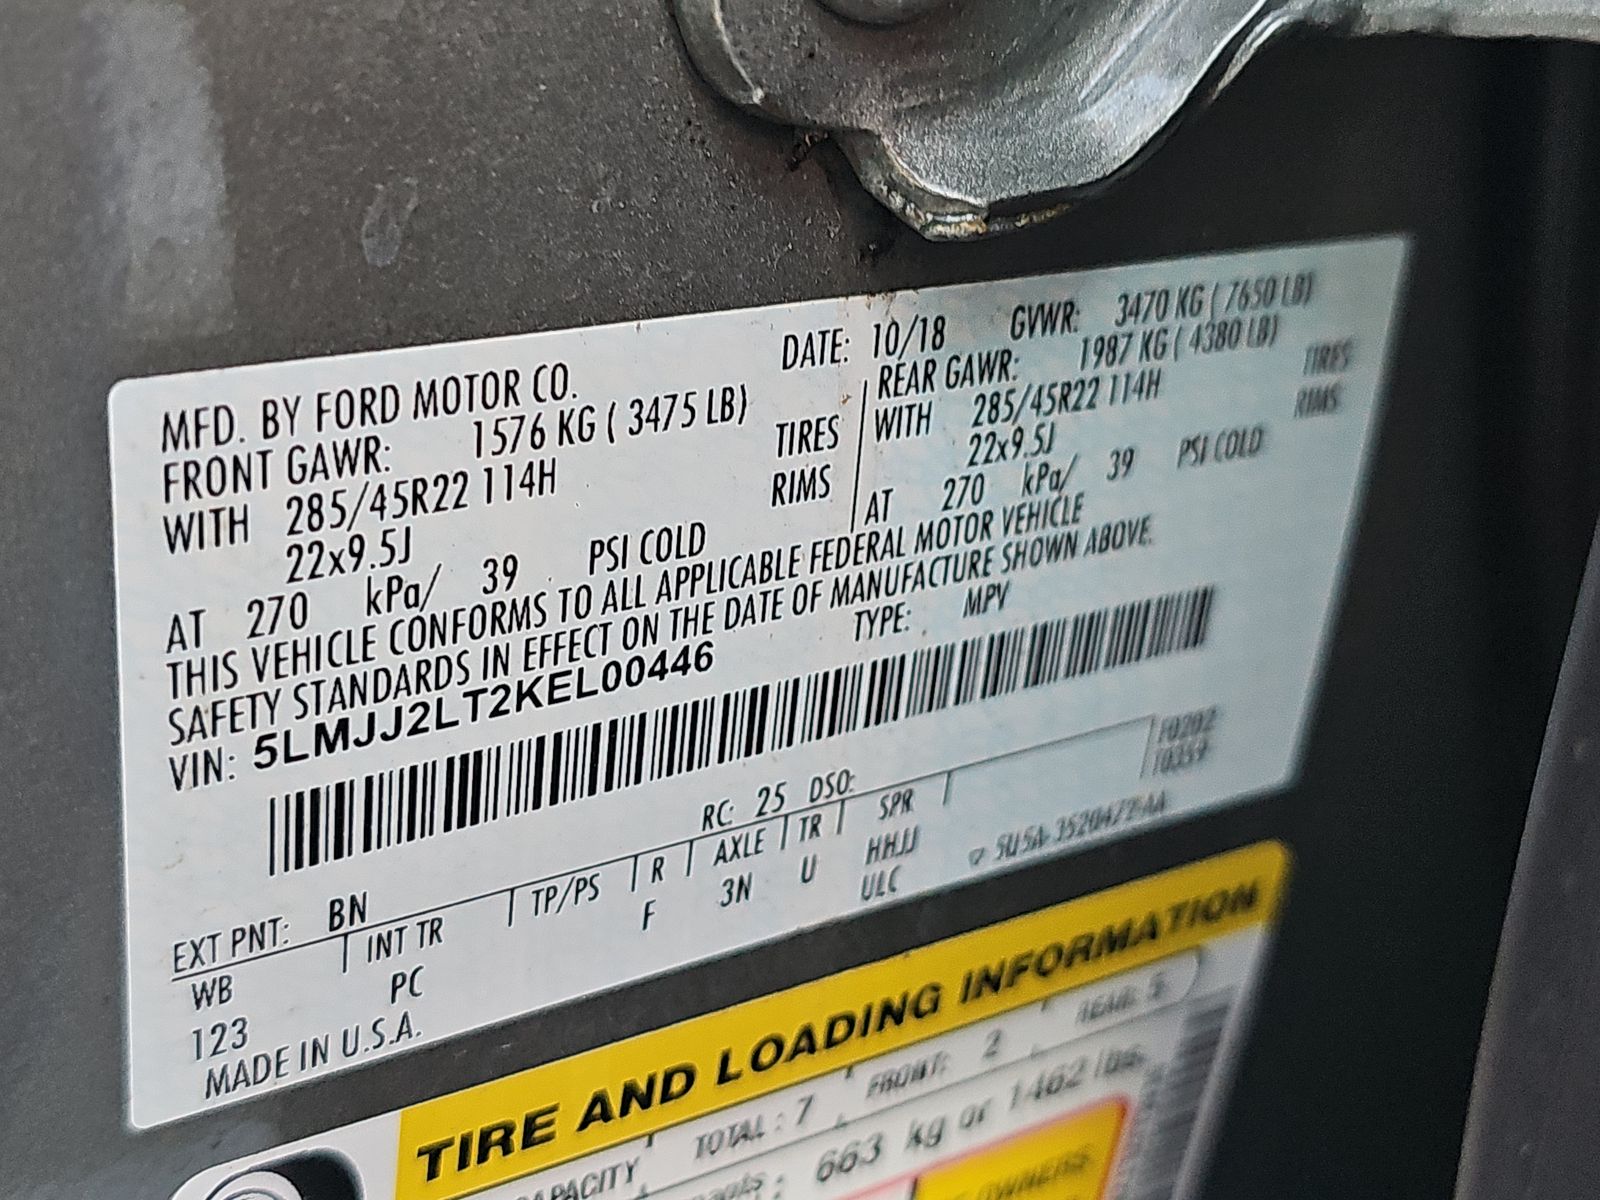 MFD. BY FORD MOTOR CO. DATE: 10/18 GVWR: 3470 KG ( 7650 LB)
FRONT GAWR: 1576 KG ( 3475 LB) REAR GAWR: 1987 KG ( 4380 LB)
WITH 285/45R22 114H TIRES WITH 285/45R22 114H TIRES
22x9.5J RIMS 22x9.5J RIMS
AT 270 kPa/ 39 PSI COLD AT 270 kPa/ 39 PSI COLD
THIS VEHICLE CONFORMS TO ALL APPLICABLE FEDERAL MOTOR VEHICLE
SAFETY STANDARDS IN EFFECT ON THE DATE OF MANUFACTURE SHOWN ABOVE.
VIN: 5LMJJ2LT2KEL00446 TYPE: MPV
EXT PNT: BN RC: 25 DSO:
WB INT TR TP/PS R AXLE TR SPR
123 PC F 3N U HHJJ
ULC
MADE IN U.S.A.
TIRE AND LOADING INFORMATION
TOTAL : 7 FRONT: 2 REAR: 5
663 kg or 1462 lbs.